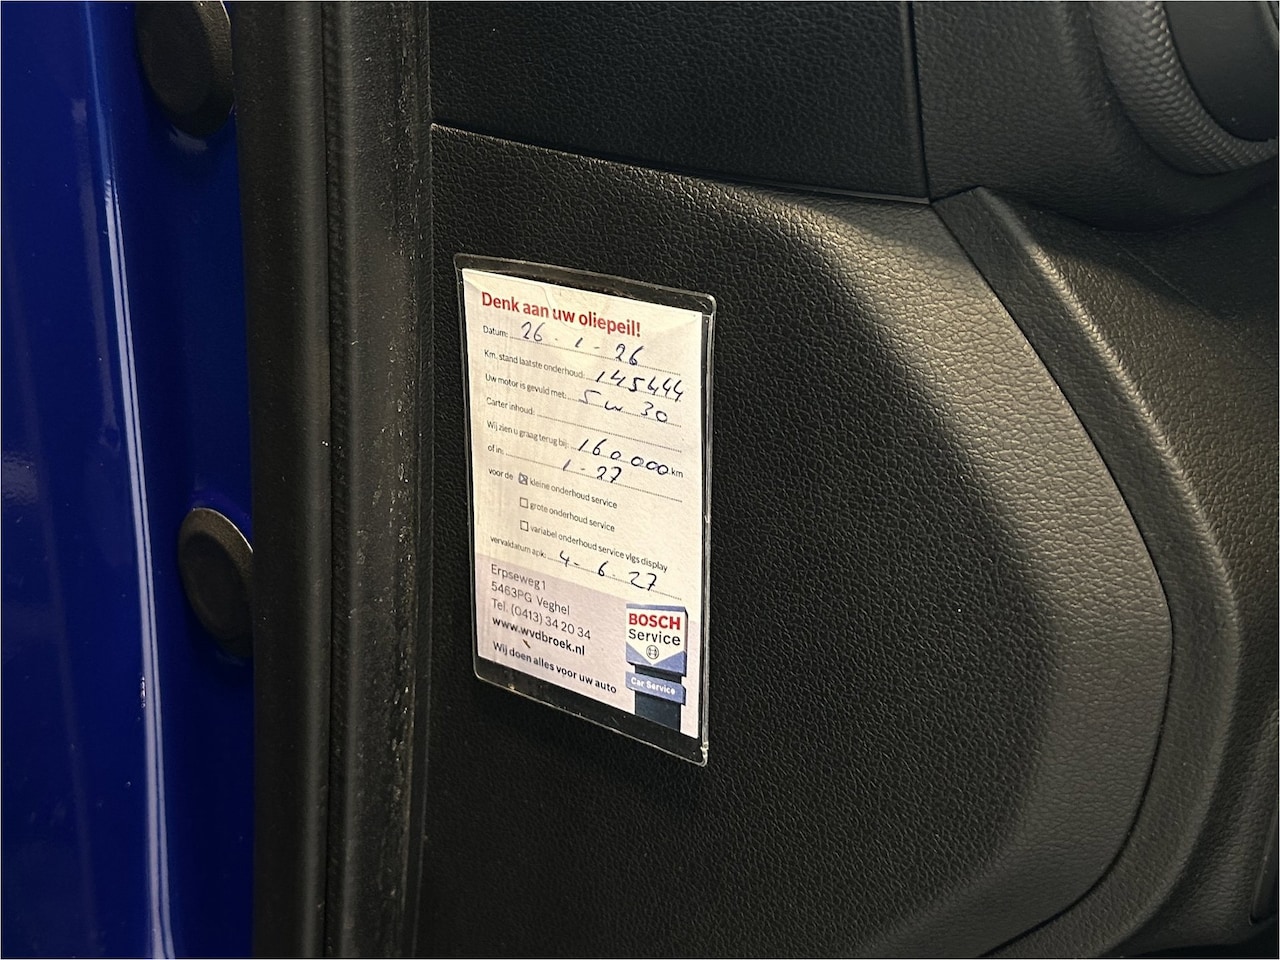 Denk aan uw oliepeil!
Datum: 26 - 1 - 26
Km. stand laatste onderhoud: 145444
Uw motor is gevuld met: 5 W 30
Carter inhoud:
Wij zien u graag terug bij: 160000 km
of in: 1 - 27
voor de ☒ kleine onderhoud service
☐ grote onderhoud service
☐ variabel onderhoud service vlgs display
vervaldatum apk: 4 - 6 - 27
Erpseweg 1
5463PG Veghel
Tel. (0413) 34 20 34
www.wvdbroek.nl
Wij doen alles voor uw auto
BOSCH
Service
Car Service